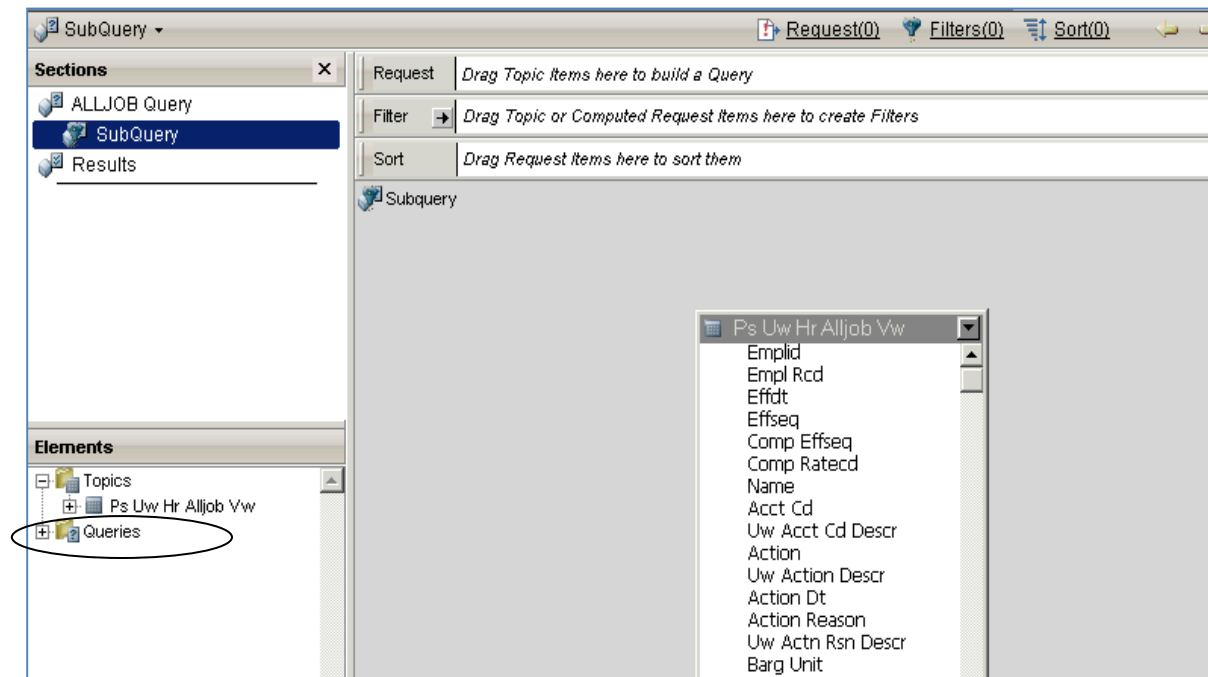 SubQuery
Request(0) Filters(0) Sort(0)
Sections
ALLJOB Query
SubQuery
Results
Request Drag Topic Items here to build a Query
Filter Drag Topic or Computed Request Items here to create Filters
Sort Drag Request Items here to sort them
Subquery
Ps Uw Hr Alljob Vw
Emplid
Empl Rcd
Effdt
Effseq
Comp Effseq
Comp Ratecd
Name
Acct Cd
Uw Acct Cd Descr
Action
Uw Action Descr
Action Dt
Action Reason
Uw Actn Rsn Descr
Barg Unit
Elements
Topics
Ps Uw Hr Alljob Vw
Queries